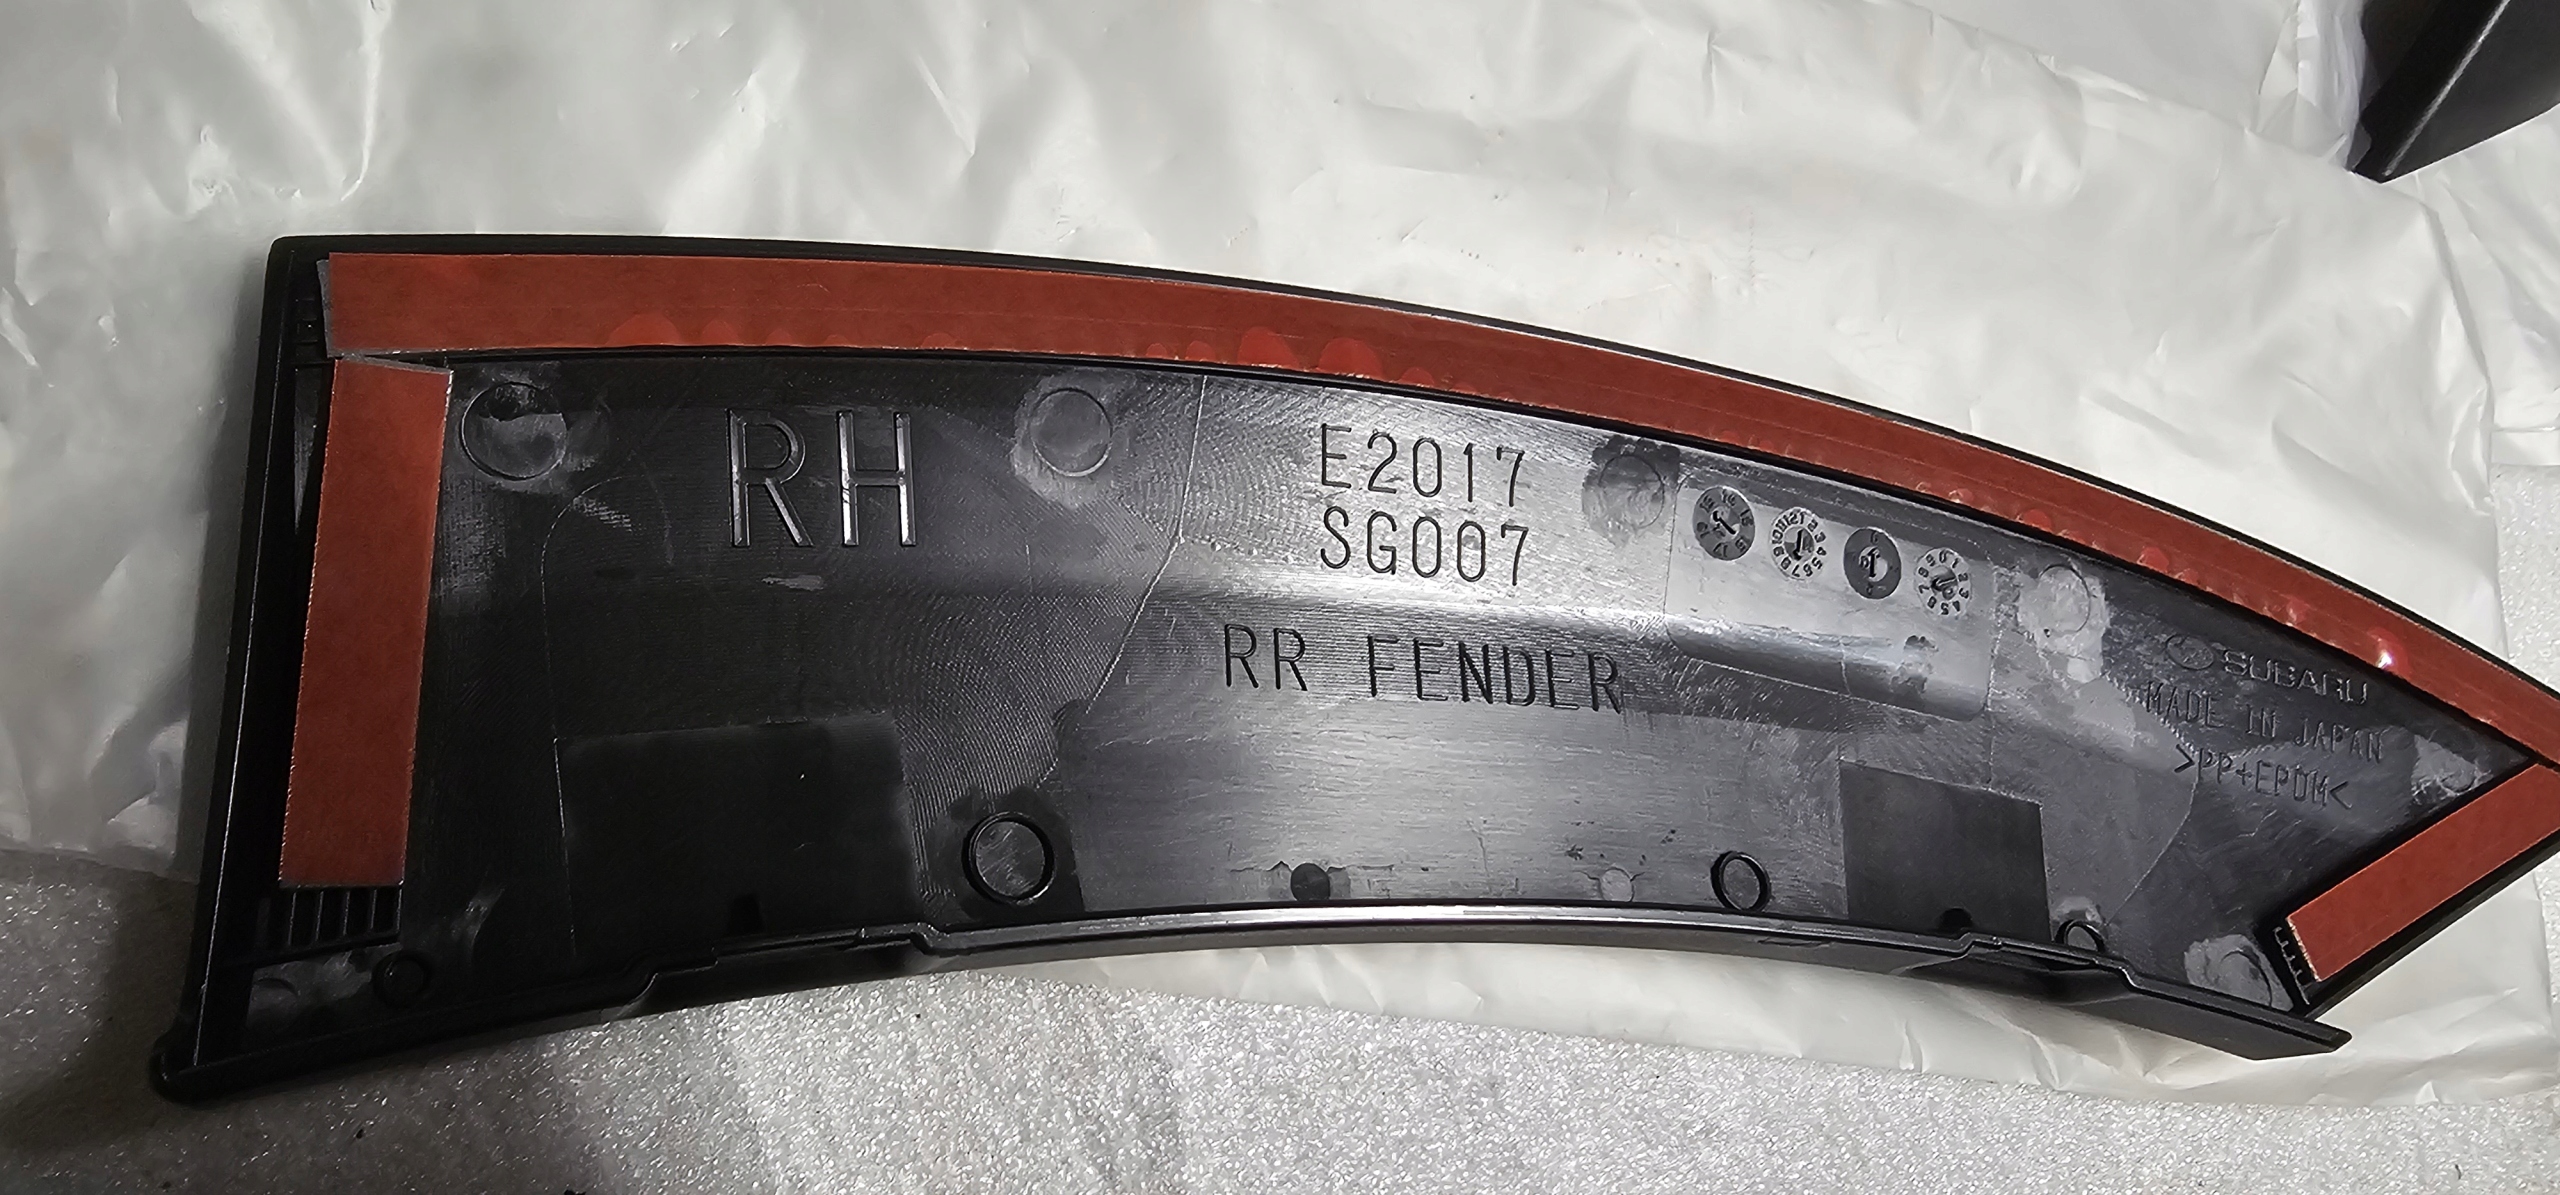 RH
E2017
SG007
RR FENDER
SUBARU
MADE IN JAPAN
>PP+EPDM<